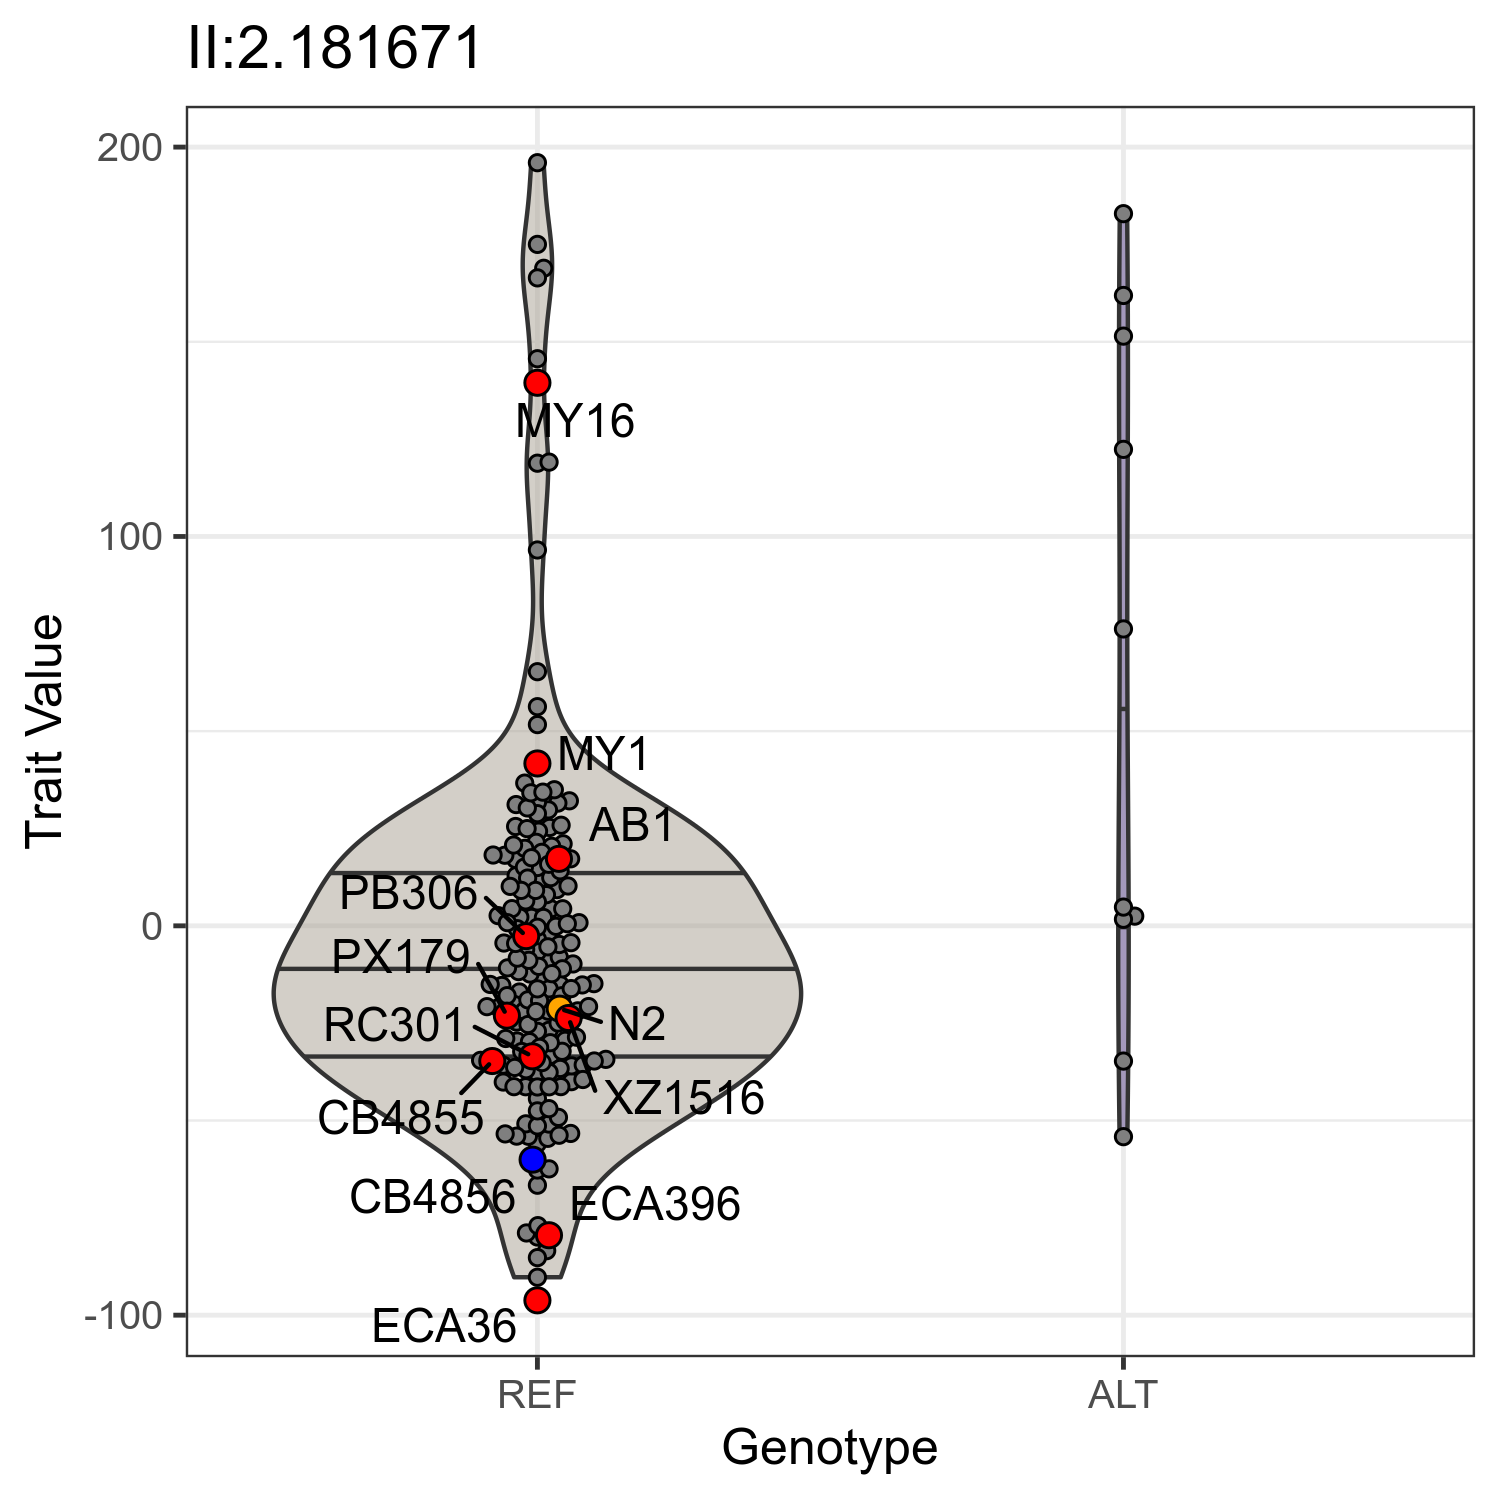 II:2.181671
200
100
0
-100
Trait Value
MY16
MY1
AB1
PB306
PX179
RC301
N2
XZ1516
CB4855
CB4856
ECA396
ECA36
REF
ALT
Genotype